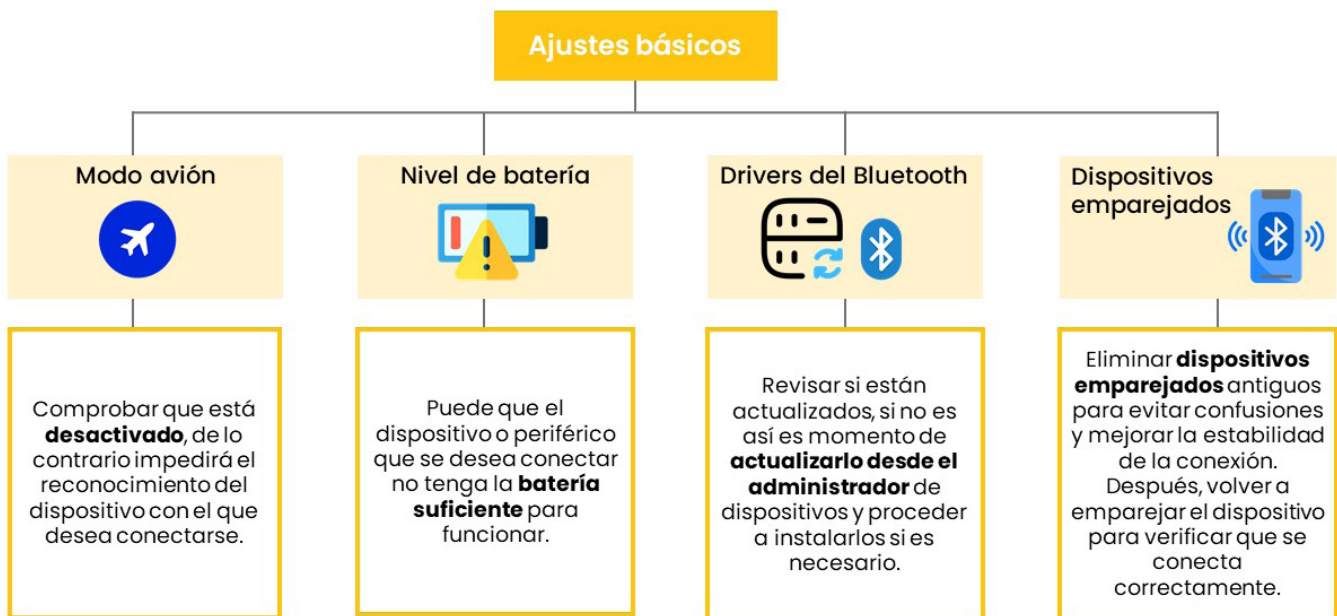 Ajustes básicos
Modo avión
Nivel de batería
Drivers del Bluetooth
Dispositivos
emparejados
Comprobar que está
desactivado, de lo
contrario impedirá el
reconocimiento del
dispositivo con el que
desea conectarse.
Puede que el
dispositivo o periférico
que se desea conectar
no tenga la batería
suficiente para
funcionar.
Revisar si están
actualizados, si no es
así es momento de
actualizarlo desde el
administrador de
dispositivos y proceder
a instalarlos si es
necesario.
Eliminar dispositivos
emparejados antiguos
para evitar confusiones
y mejorar la estabilidad
de la conexión.
Después, volver a
emparejar el dispositivo
para verificar que se
conecta
correctamente.